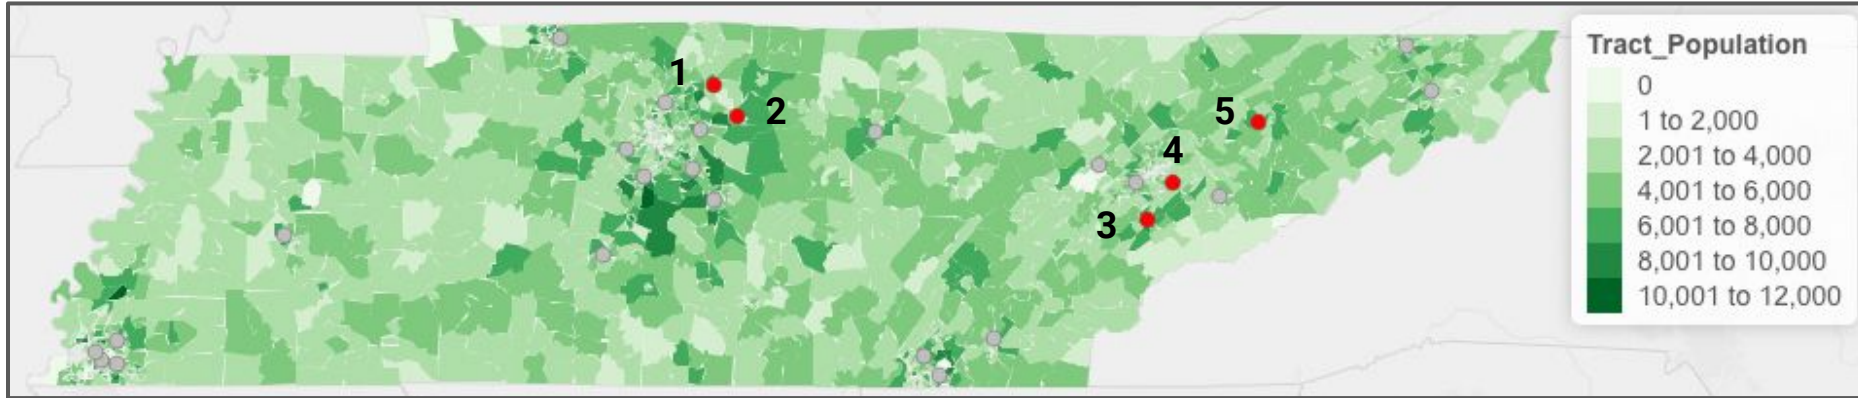 1
2
3
4
5
Tract_Population
0
1 to 2,000
2,001 to 4,000
4,001 to 6,000
6,001 to 8,000
8,001 to 10,000
10,001 to 12,000